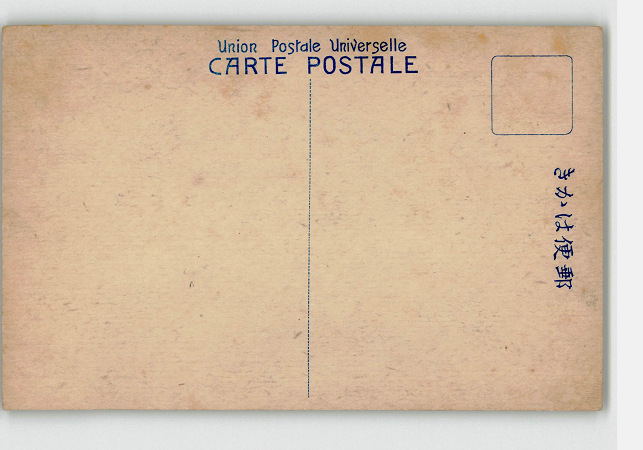 Union Postale Universelle
CARTE POSTALE
きかは便郵